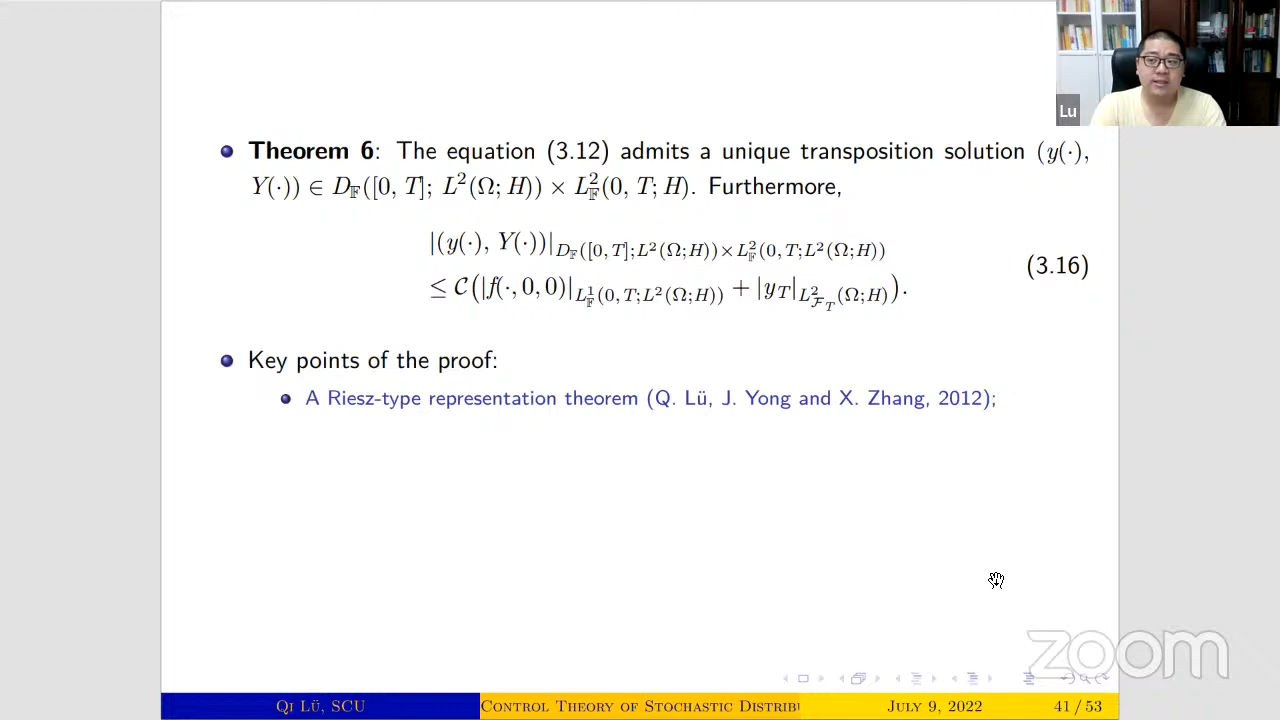 Lu
• Theorem 6: The equation (3.12) admits a unique transposition solution (y(·),
Y(·)) ∈ D_𝔽([0, T]; L²(Ω; H)) × L²_𝔽(0, T; H). Furthermore,
|(y(·), Y(·))|_{D_𝔽([0,T];L²(Ω;H))×L²_𝔽(0,T;L²(Ω;H))}
(3.16)
≤ 𝒞(|f(·, 0, 0)|_{L¹_𝔽(0,T;L²(Ω;H))} + |y_T|_{L²_{ℱ_T}(Ω;H)}).
• Key points of the proof:
• A Riesz-type representation theorem (Q. Lü, J. Yong and X. Zhang, 2012);
zoom
Qi Lü, SCU
Control Theory of Stochastic Distribu
July 9, 2022
41 / 53